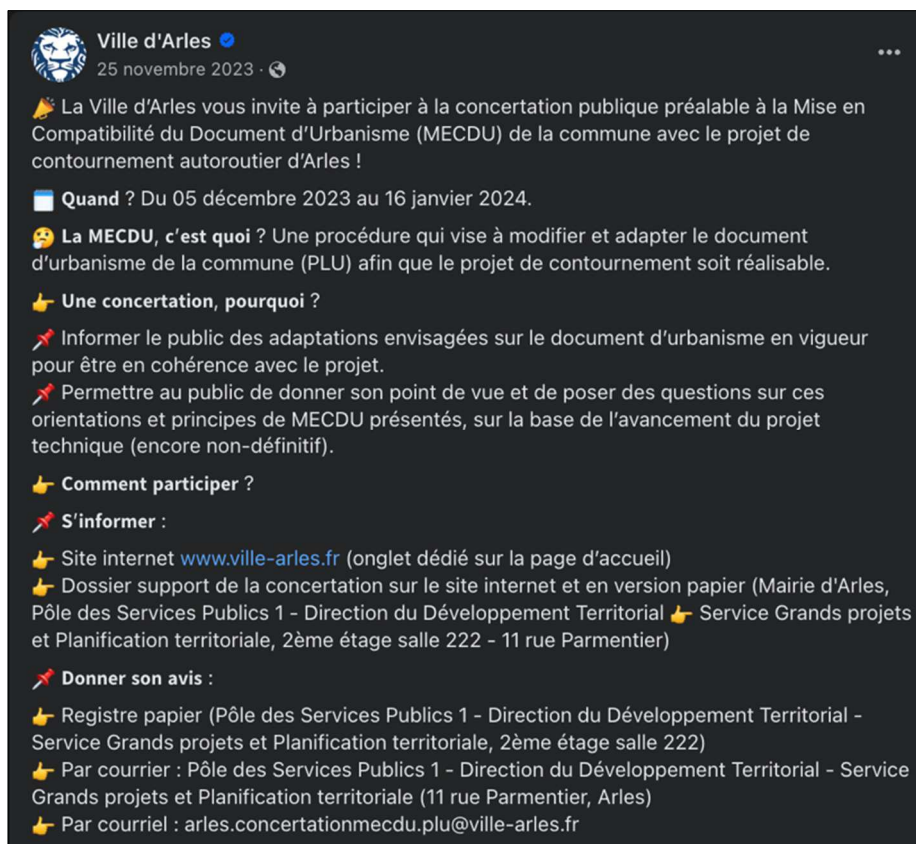 Ville d'Arles
25 novembre 2023 ·
🎉 La Ville d’Arles vous invite à participer à la concertation publique préalable à la Mise en
Compatibilité du Document d’Urbanisme (MECDU) de la commune avec le projet de
contournement autoroutier d’Arles !
🗓️ Quand ? Du 05 décembre 2023 au 16 janvier 2024.
🤔 La MECDU, c’est quoi ? Une procédure qui vise à modifier et adapter le document
d’urbanisme de la commune (PLU) afin que le projet de contournement soit réalisable.
👉 Une concertation, pourquoi ?
📌 Informer le public des adaptations envisagées sur le document d’urbanisme en vigueur
pour être en cohérence avec le projet.
📌 Permettre au public de donner son point de vue et de poser des questions sur ces
orientations et principes de MECDU présentés, sur la base de l’avancement du projet
technique (encore non-définitif).
👉 Comment participer ?
📌 S’informer :
👉 Site internet www.ville-arles.fr (onglet dédié sur la page d’accueil)
👉 Dossier support de la concertation sur le site internet et en version papier (Mairie d'Arles,
Pôle des Services Publics 1 - Direction du Développement Territorial 👉 Service Grands projets
et Planification territoriale, 2ème étage salle 222 - 11 rue Parmentier)
📌 Donner son avis :
👉 Registre papier (Pôle des Services Publics 1 - Direction du Développement Territorial -
Service Grands projets et Planification territoriale, 2ème étage salle 222)
👉 Par courrier : Pôle des Services Publics 1 - Direction du Développement Territorial - Service
Grands projets et Planification territoriale (11 rue Parmentier, Arles)
👉 Par courriel : arles.concertationmecdu.plu@ville-arles.fr